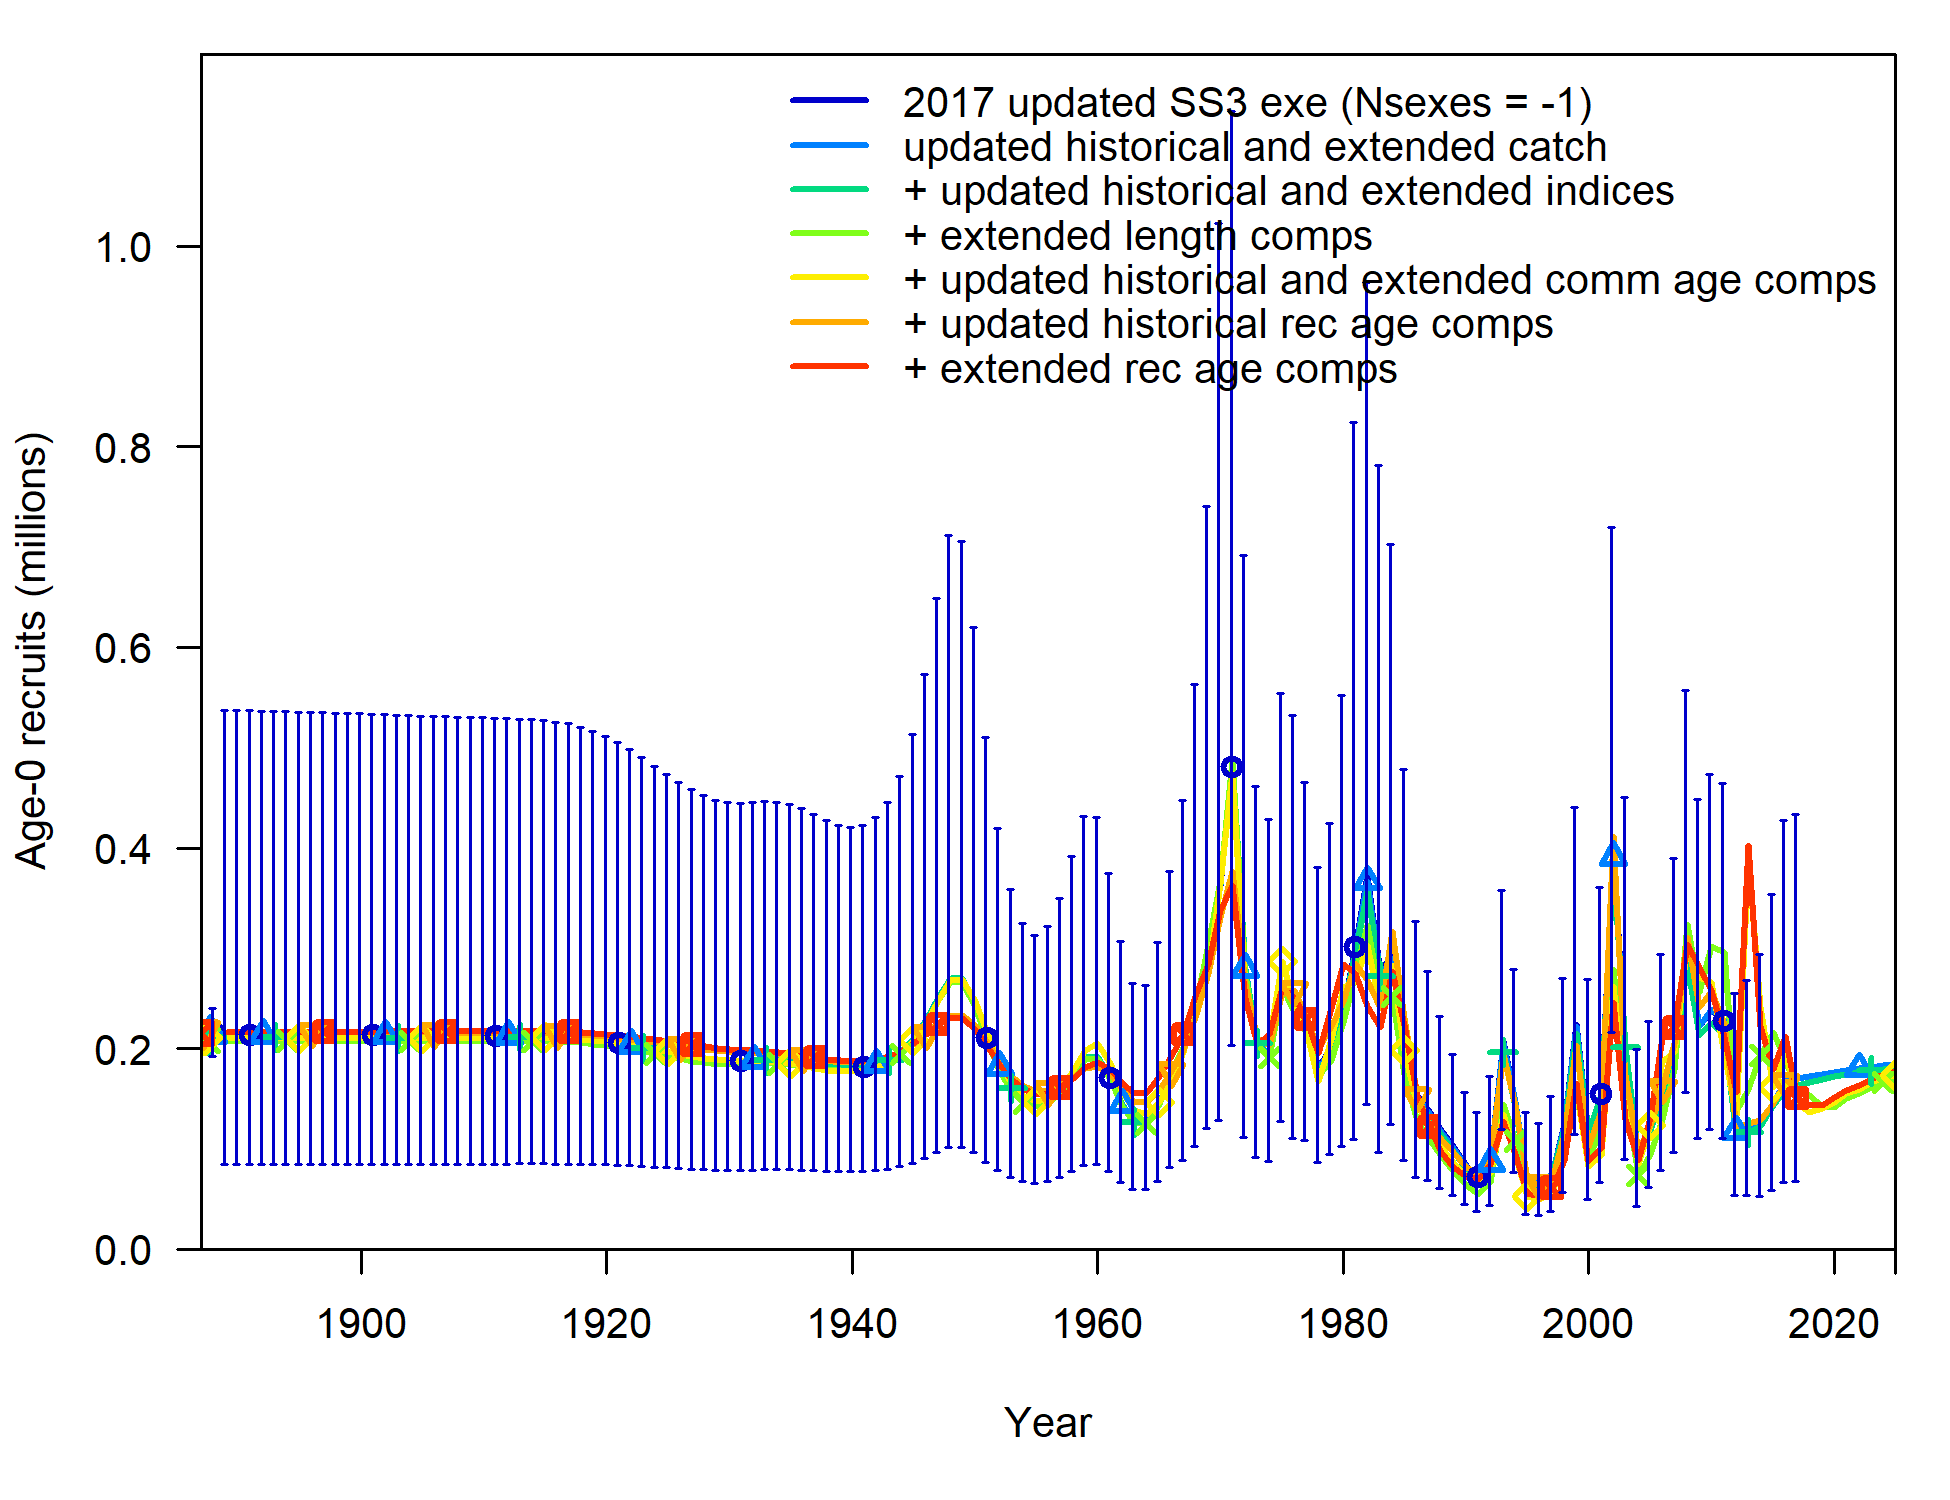 2017 updated SS3 exe (Nsexes = -1)
updated historical and extended catch
+ updated historical and extended indices
+ extended length comps
+ updated historical and extended comm age comps
+ updated historical rec age comps
+ extended rec age comps
Age-0 recruits (millions)
1.0
0.8
0.6
0.4
0.2
0.0
1900 1920 1940 1960 1980 2000 2020
Year